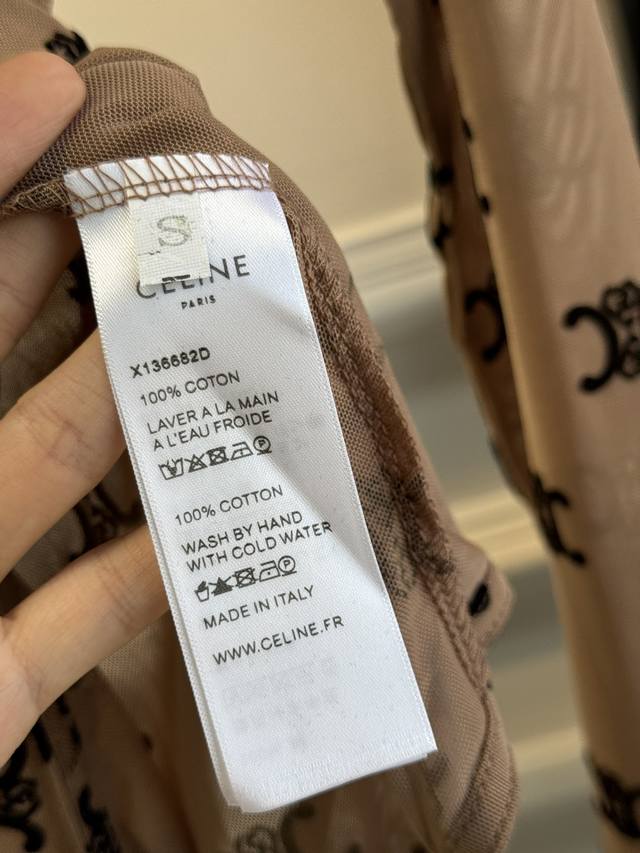 S
CELINE
PARIS
X136682D
100% COTON
LAVER A LA MAIN
A L'EAU FROIDE
100% COTTON
WASH BY HAND
WITH COLD WATER
MADE IN ITALY
WWW.CELINE.FR